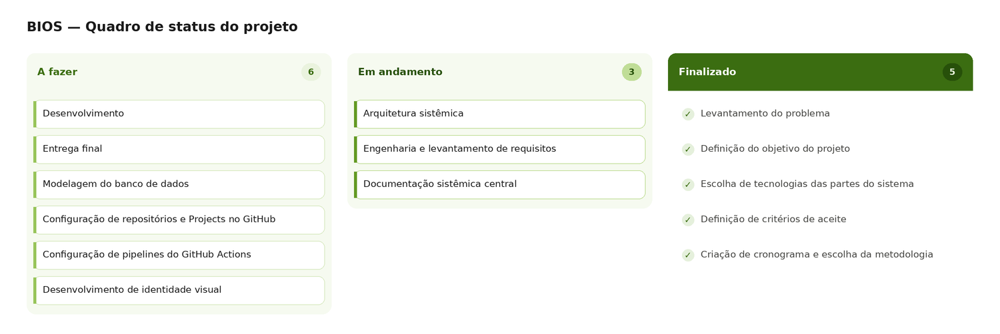 BIOS — Quadro de status do projeto
A fazer
6
Desenvolvimento
Entrega final
Modelagem do banco de dados
Configuração de repositórios e Projects no GitHub
Configuração de pipelines do GitHub Actions
Desenvolvimento de identidade visual
Em andamento
3
Arquitetura sistêmica
Engenharia e levantamento de requisitos
Documentação sistêmica central
Finalizado
5
✓ Levantamento do problema
✓ Definição do objetivo do projeto
✓ Escolha de tecnologias das partes do sistema
✓ Definição de critérios de aceite
✓ Criação de cronograma e escolha da metodologia